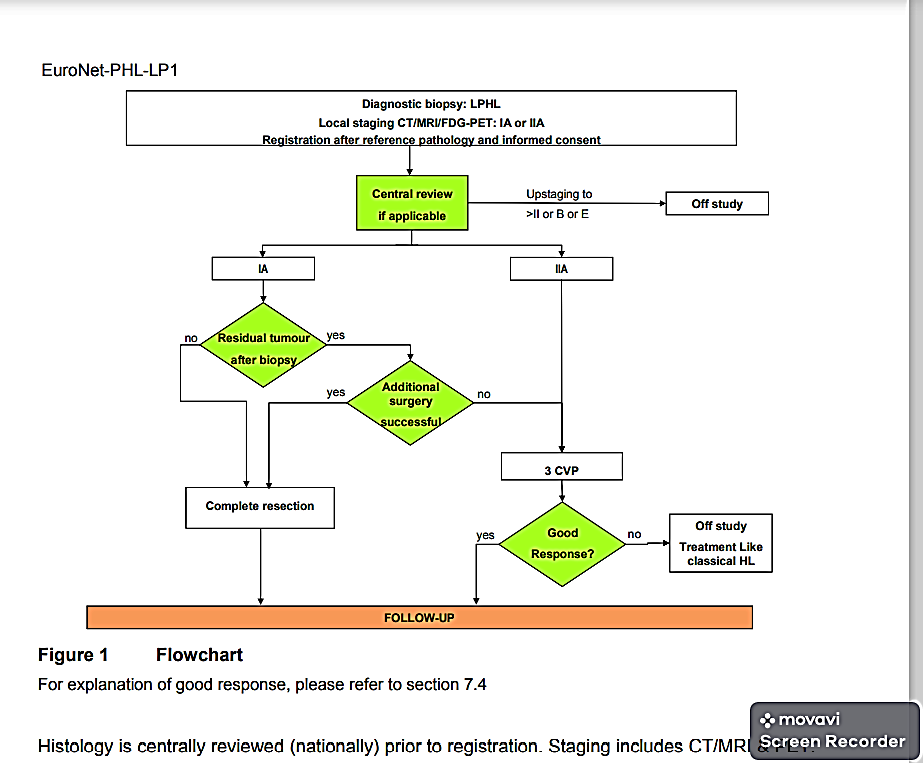 EuroNet-PHL-LP1
Diagnostic biopsy: LPHL
Local staging CT/MRI/FDG-PET: IA or IIA
Registration after reference pathology and informed consent
Central review
if applicable
Upstaging to
>II or B or E
Off study
IA
IIA
no
Residual tumour
after biopsy
yes
yes
Additional
surgery
successful
no
3 CVP
Complete resection
yes
Good
Response?
no
Off study
Treatment Like
classical HL
FOLLOW-UP
Figure 1 Flowchart
For explanation of good response, please refer to section 7.4
movavi
Screen Recorder
Histology is centrally reviewed (nationally) prior to registration. Staging includes CT/MRI & PET.